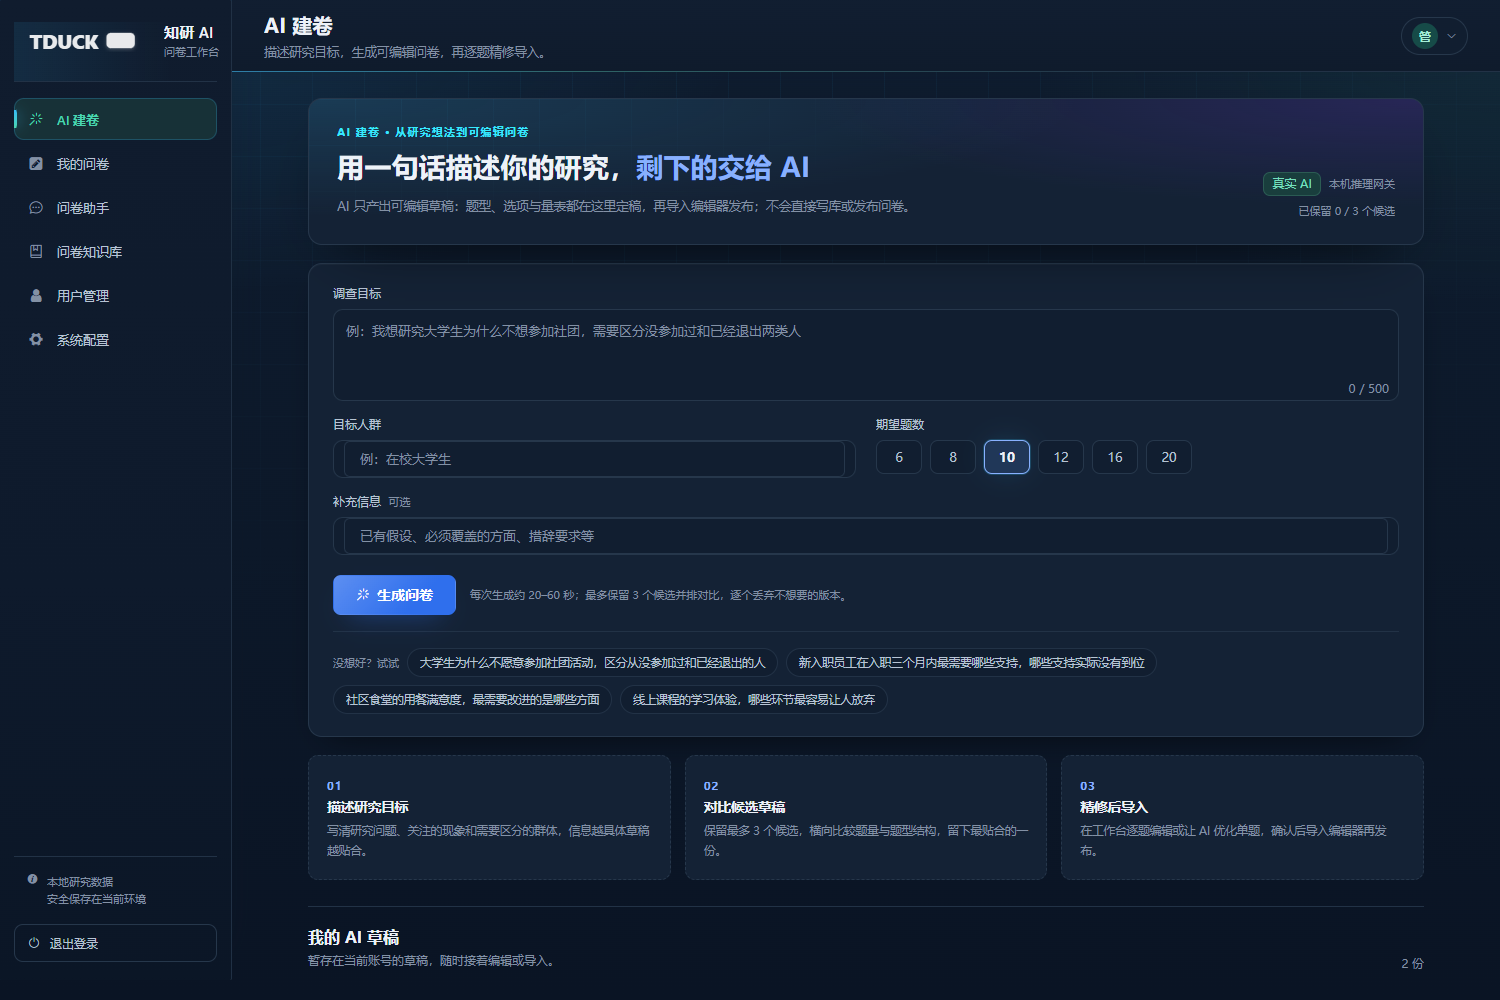 TDUCK
知研 AI
问卷工作台
AI 建卷
我的问卷
问卷助手
问卷知识库
用户管理
系统配置
本地研究数据
安全保存在当前环境
退出登录
AI 建卷
描述研究目标，生成可编辑问卷，再逐题精修导入。
管
AI 建卷 • 从研究想法到可编辑问卷
用一句话描述你的研究，剩下的交给 AI
AI 只产出可编辑草稿：题型、选项与量表都在这里定稿，再导入编辑器发布；不会直接写库或发布问卷。
真实 AI 本机推理网关
已保留 0 / 3 个候选
调查目标
例：我想研究大学生为什么不想参加社团，需要区分没参加过和已经退出两类人
0 / 500
目标人群
例：在校大学生
期望题数
6 8 10 12 16 20
补充信息 可选
已有假设、必须覆盖的方面、措辞要求等
生成问卷
每次生成约 20–60 秒；最多保留 3 个候选并排对比，逐个丢弃不想要的版本。
没想好？试试
大学生为什么不愿意参加社团活动，区分从没参加过和已经退出的人
新入职员工在入职三个月内最需要哪些支持，哪些支持实际没有到位
社区食堂的用餐满意度，最需要改进的是哪些方面
线上课程的学习体验，哪些环节最容易让人放弃
01
描述研究目标
写清研究问题、关注的现象和需要区分的群体，信息越具体草稿
越贴合。
02
对比候选草稿
保留最多 3 个候选，横向比较题量与题型结构，留下最贴合的一
份。
03
精修后导入
在工作台逐题编辑或让 AI 优化单题，确认后导入编辑器再发
布。
我的 AI 草稿
暂存在当前账号的草稿，随时接着编辑或导入。
2 份